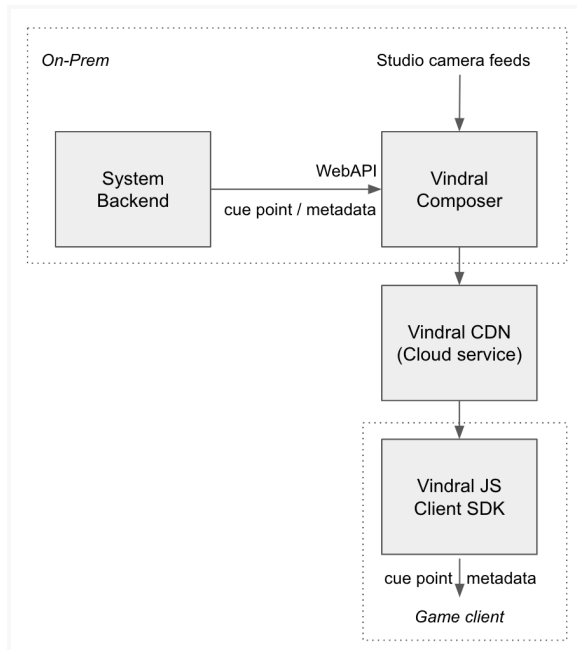 On-Prem
Studio camera feeds
System
Backend
WebAPI
cue point / metadata
Vindral
Composer
Vindral CDN
(Cloud service)
Vindral JS
Client SDK
cue point metadata
Game client